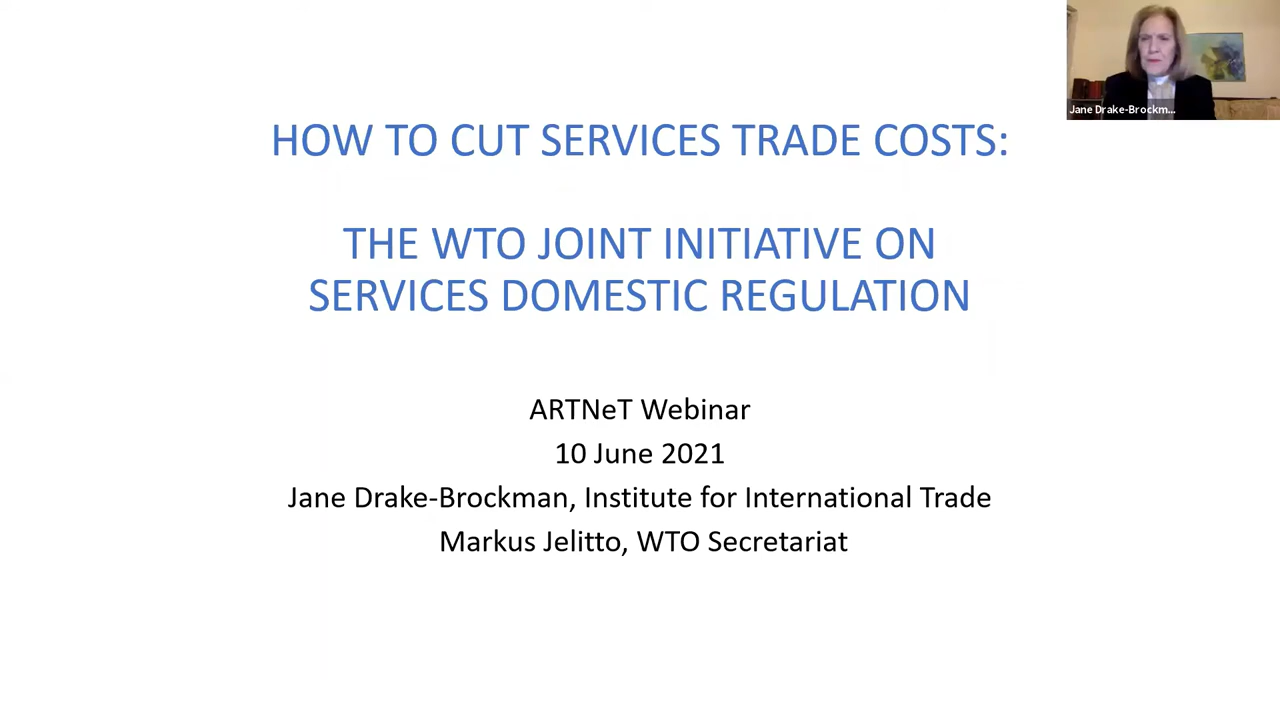 Jane Drake-Brockm...
HOW TO CUT SERVICES TRADE COSTS:
THE WTO JOINT INITIATIVE ON
SERVICES DOMESTIC REGULATION
ARTNeT Webinar
10 June 2021
Jane Drake-Brockman, Institute for International Trade
Markus Jelitto, WTO Secretariat